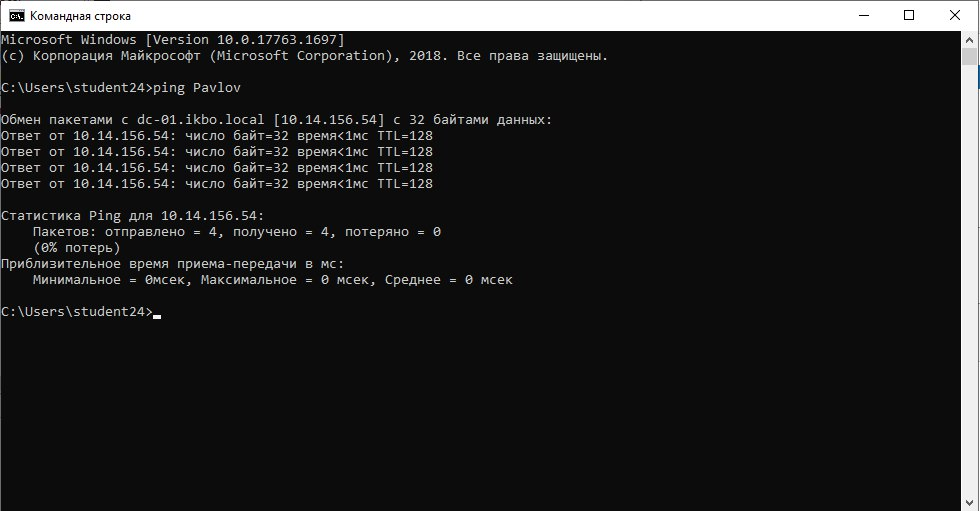 Командная строка
Microsoft Windows [Version 10.0.17763.1697]
(c) Корпорация Майкрософт (Microsoft Corporation), 2018. Все права защищены.
C:\Users\student24>ping Pavlov
Обмен пакетами с dc-01.ikbo.local [10.14.156.54] с 32 байтами данных:
Ответ от 10.14.156.54: число байт=32 время<1мс TTL=128
Ответ от 10.14.156.54: число байт=32 время<1мс TTL=128
Ответ от 10.14.156.54: число байт=32 время<1мс TTL=128
Ответ от 10.14.156.54: число байт=32 время<1мс TTL=128
Статистика Ping для 10.14.156.54:
Пакетов: отправлено = 4, получено = 4, потеряно = 0
(0% потерь)
Приблизительное время приема-передачи в мс:
Минимальное = 0мсек, Максимальное = 0 мсек, Среднее = 0 мсек
C:\Users\student24>